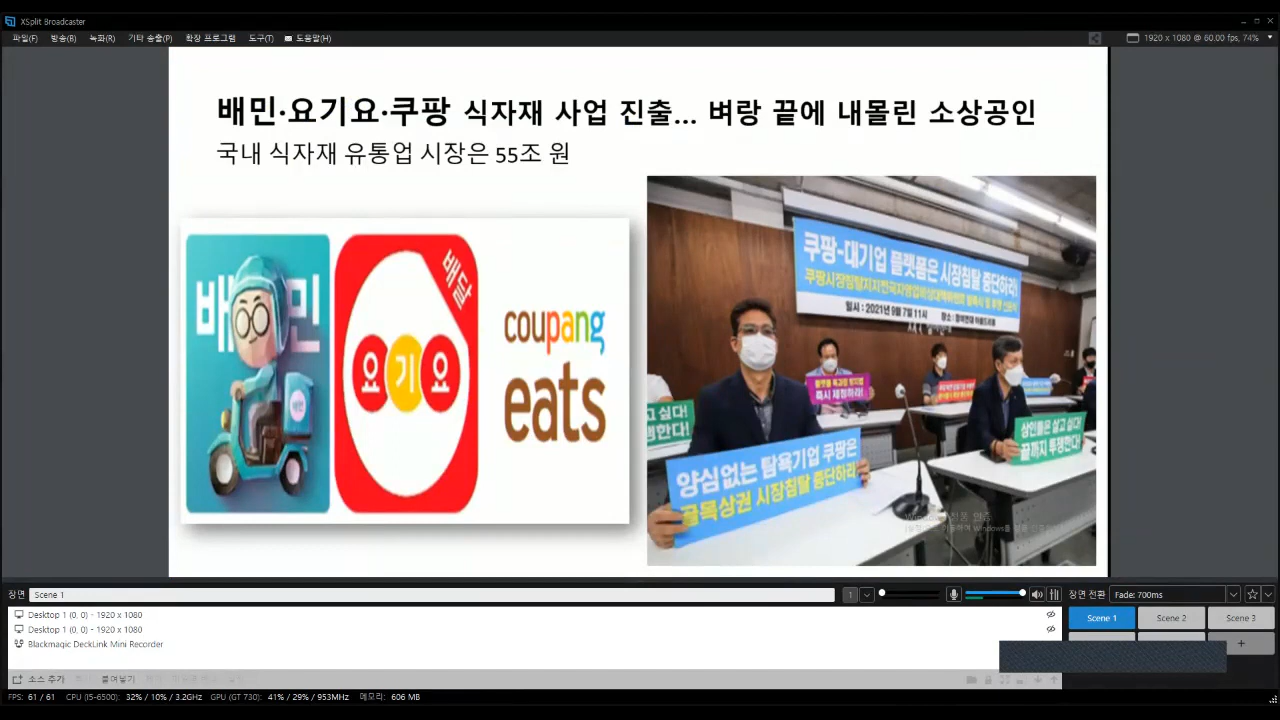 XSplit Broadcaster
파일(F) 방송(B) 녹화(R) 기타 송출(P) 확장 프로그램 도구(T) 도움말(H)
1920 x 1080 @ 60.00 fps, 74%
배민·요기요·쿠팡 식자재 사업 진출... 벼랑 끝에 내몰린 소상공인
국내 식자재 유통업 시장은 55조 원
배민
배달
요기요
coupang
eats
쿠팡-대기업 플랫폼은 시장침탈 중단하라!
일시 : 2021년 9월 7일 11시
즉시 제정하라!
고 싶다!
상인들은 살고 싶다!
끝까지 투쟁한다!
양심없는 탐욕기업 쿠팡은
골목상권 시장침탈 중단하라!
장면 Scene 1
1
장면 전환 Fade: 700ms
Desktop 1 (0, 0) - 1920 x 1080
Desktop 1 (0, 0) - 1920 x 1080
Blackmagic DeckLink Mini Recorder
Scene 1 Scene 2 Scene 3
소스 추가 붙여넣기
FPS: 61 / 61 CPU (I5-6500): 32% / 10% / 3.2GHz GPU (GT 730): 41% / 29% / 953MHz 메모리: 606 MB